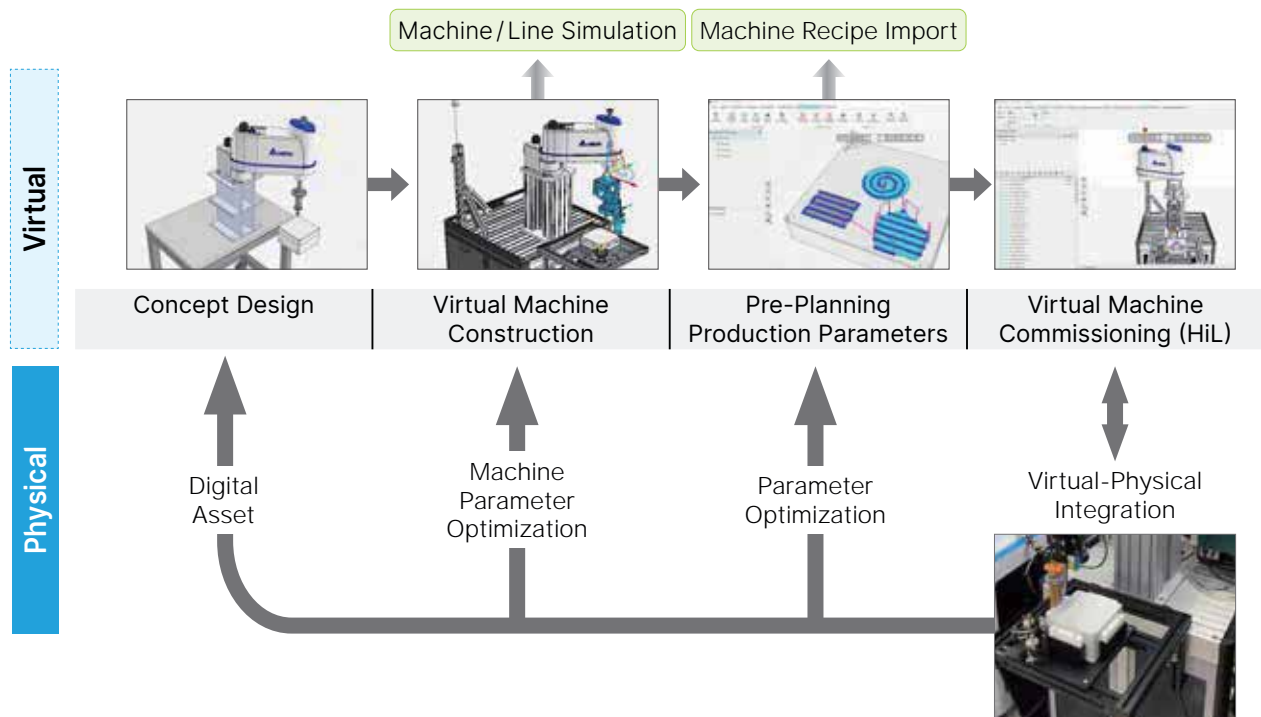 Machine/Line Simulation
Machine Recipe Import
Virtual
Concept Design
Virtual Machine
Construction
Pre-Planning
Production Parameters
Virtual Machine
Commissioning (HiL)
Physical
Digital
Asset
Machine
Parameter
Optimization
Parameter
Optimization
Virtual-Physical
Integration